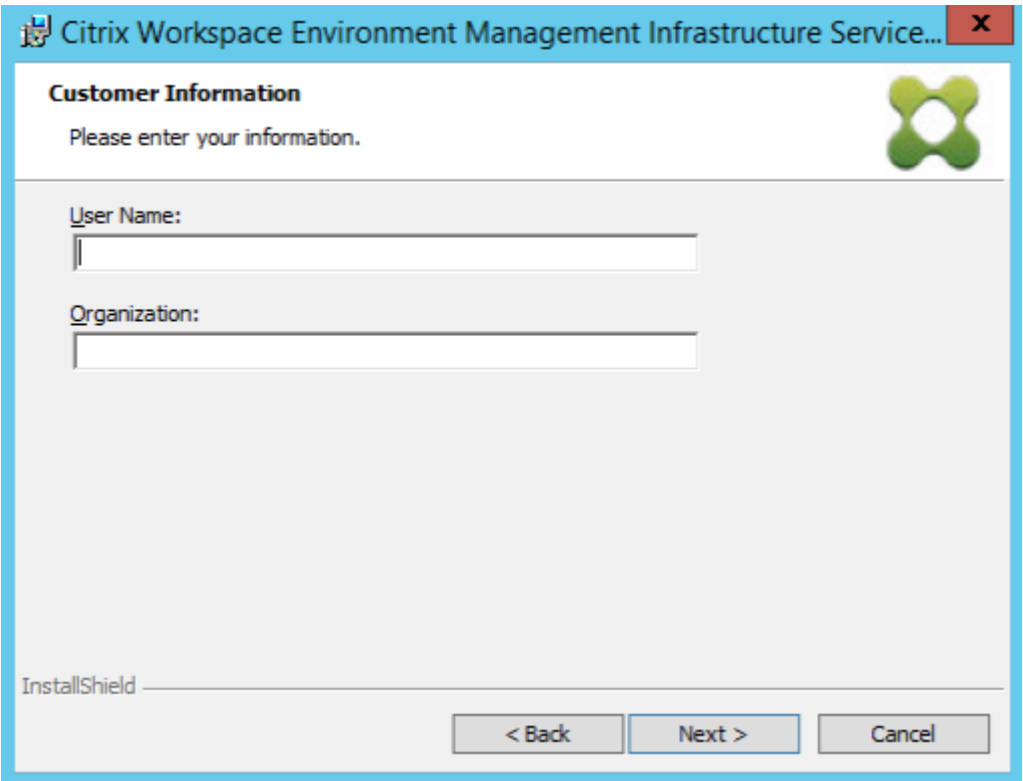 Citrix Workspace Environment Management Infrastructure Service...
X
Customer Information
Please enter your information.
User Name:
Organization:
InstallShield
< Back
Next >
Cancel